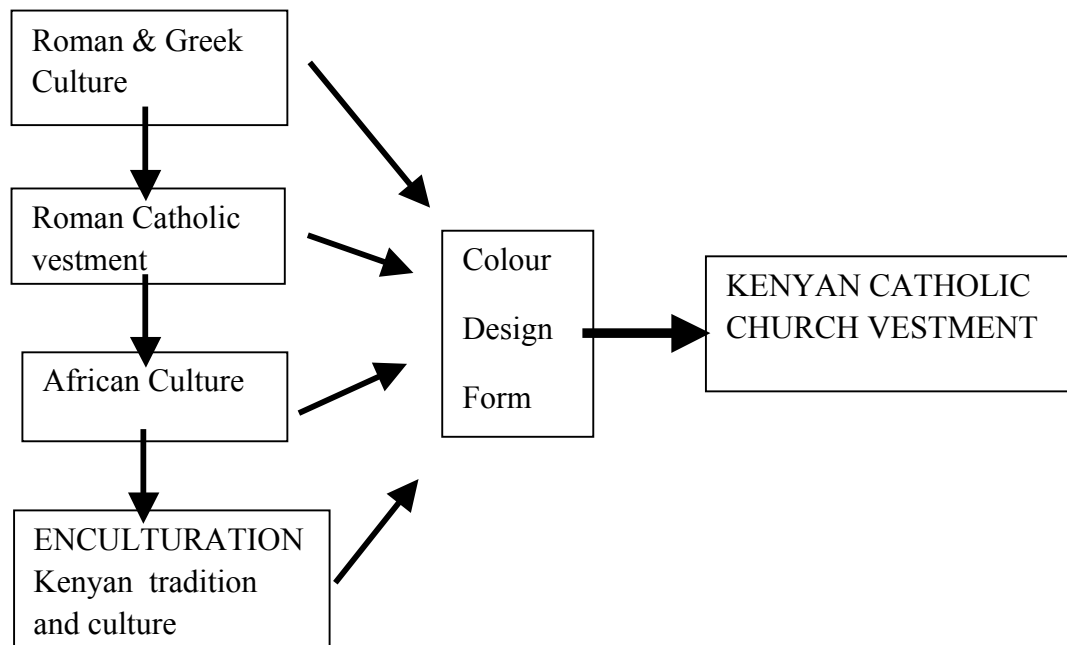 Roman & Greek
Culture
Roman Catholic
vestment
African Culture
ENCULTURATION
Kenyan tradition
and culture
Colour
Design
Form
KENYAN CATHOLIC
CHURCH VESTMENT